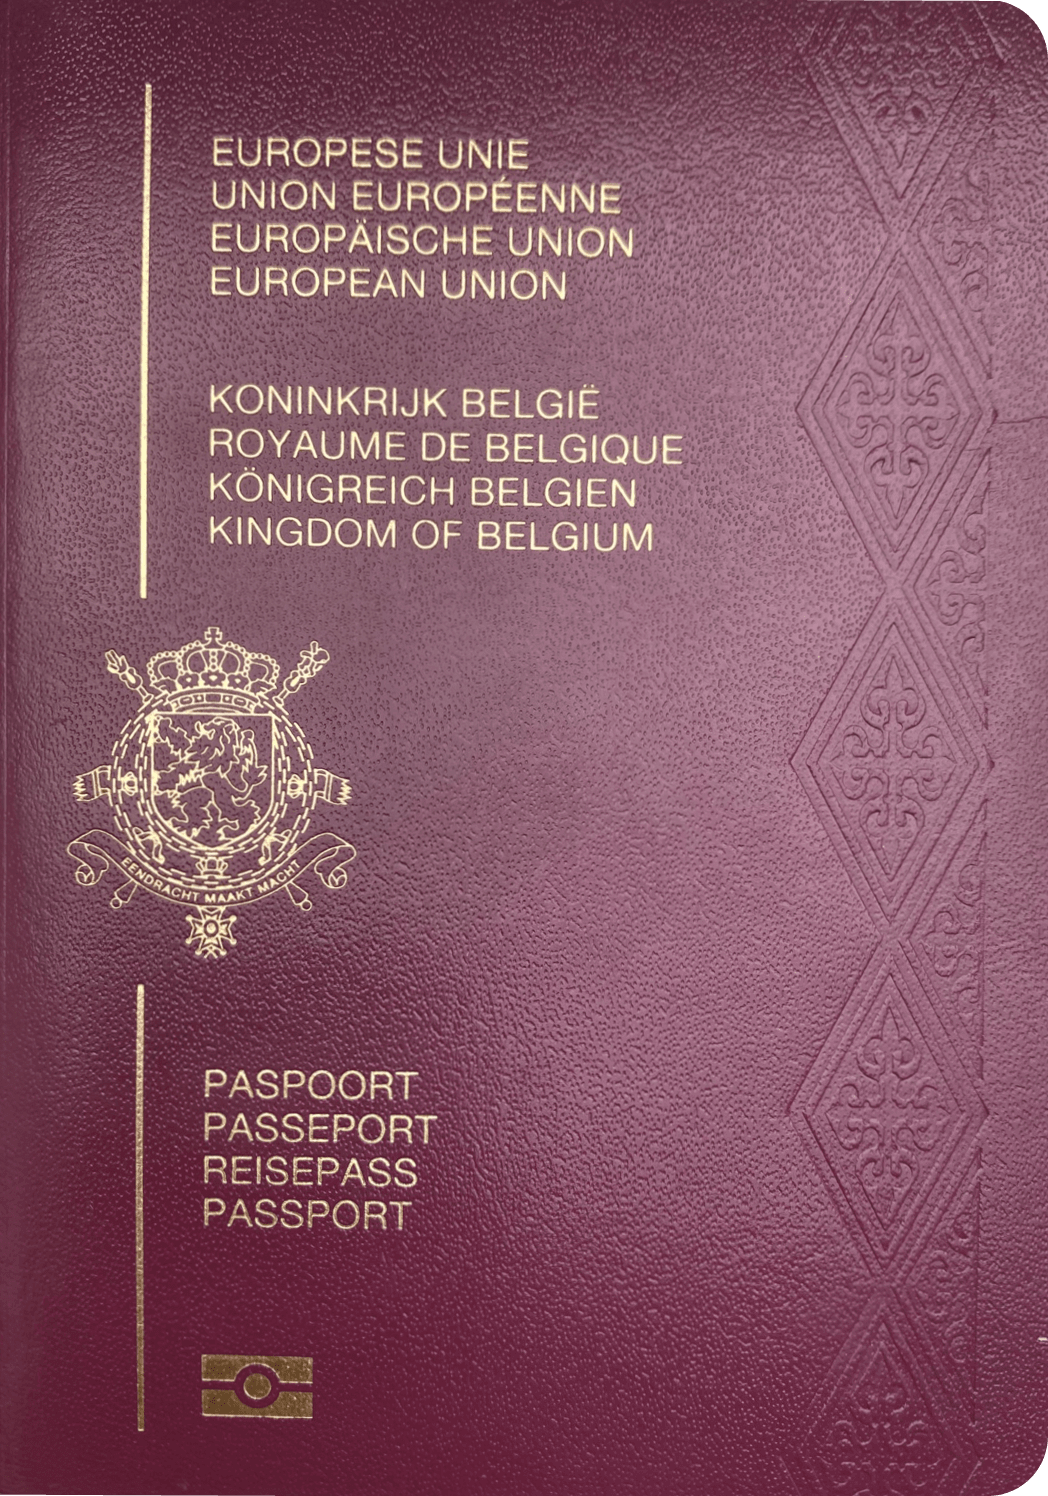 EUROPESE UNIE
UNION EUROPÉENNE
EUROPÄISCHE UNION
EUROPEAN UNION
KONINKRIJK BELGIË
ROYAUME DE BELGIQUE
KÖNIGREICH BELGIEN
KINGDOM OF BELGIUM
EENDRACHT MAAKT MACHT
PASPOORT
PASSEPORT
REISEPASS
PASSPORT